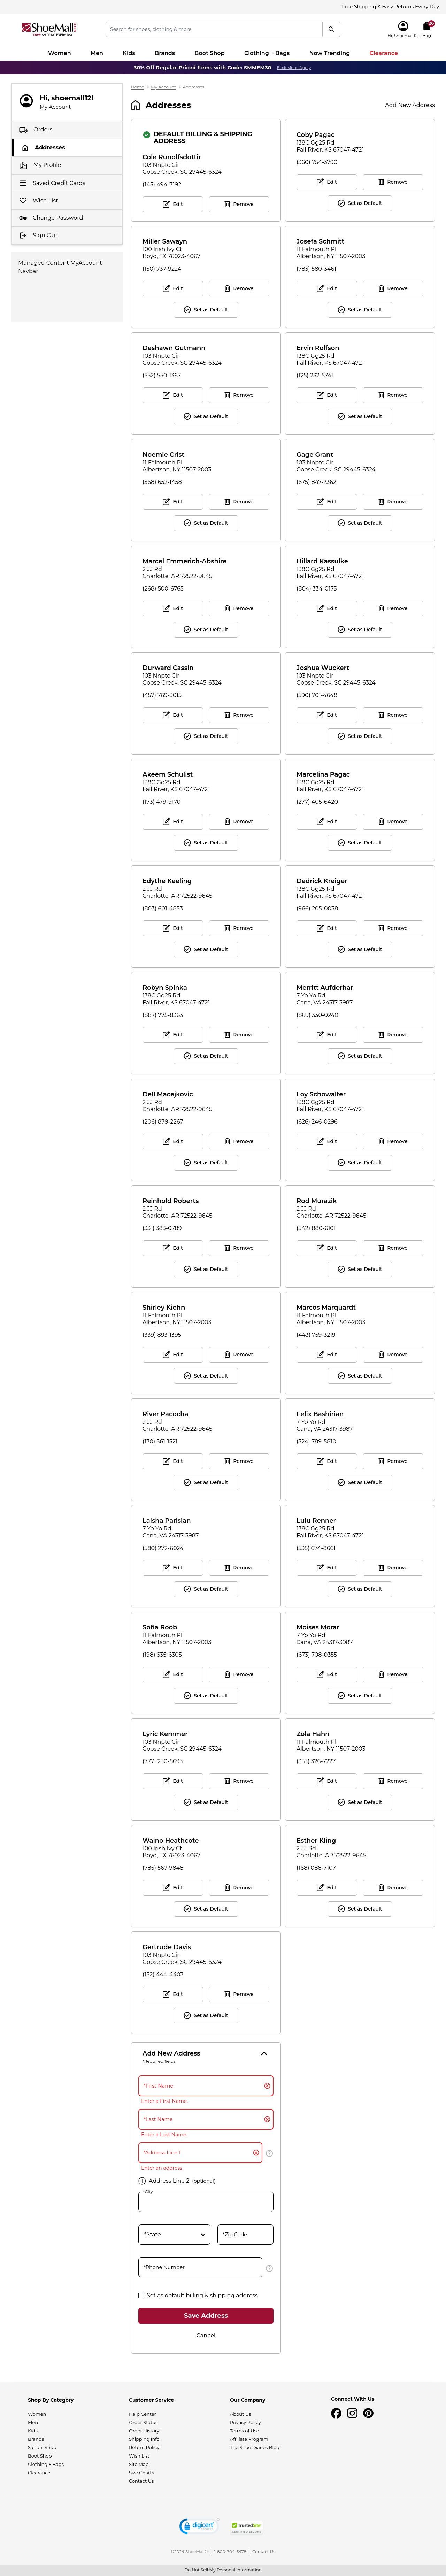 Free Shipping & Easy Returns Every Day
ShoeMall
FREE SHIPPING EVERY DAY
Search for shoes, clothing & more
Hi, Shoemall12!
Bag
Women
Men
Kids
Brands
Boot Shop
Clothing + Bags
Now Trending
Clearance
30% Off Regular-Priced Items with Code: SMMEM30
Exclusions Apply.
Hi, shoemall12!
My Account
Orders
Addresses
My Profile
Saved Credit Cards
Wish List
Change Password
Sign Out
Managed Content MyAccount
Navbar
Home > My Account > Addresses
Addresses
Add New Address
DEFAULT BILLING & SHIPPING
ADDRESS
Cole Runolfsdottir
103 Nnptc Cir
Goose Creek, SC 29445-6324
(145) 494-7192
Edit
Remove
Coby Pagac
138C Gg25 Rd
Fall River, KS 67047-4721
(360) 754-3790
Edit
Remove
Set as Default
Miller Sawayn
100 Irish Ivy Ct
Boyd, TX 76023-4067
(150) 737-9224
Edit
Remove
Set as Default
Josefa Schmitt
11 Falmouth Pl
Albertson, NY 11507-2003
(783) 580-3461
Edit
Remove
Set as Default
Deshawn Gutmann
103 Nnptc Cir
Goose Creek, SC 29445-6324
(552) 550-1367
Edit
Remove
Set as Default
Ervin Rolfson
138C Gg25 Rd
Fall River, KS 67047-4721
(125) 232-5741
Edit
Remove
Set as Default
Noemie Crist
11 Falmouth Pl
Albertson, NY 11507-2003
(568) 652-1458
Edit
Remove
Set as Default
Gage Grant
103 Nnptc Cir
Goose Creek, SC 29445-6324
(675) 847-2362
Edit
Remove
Set as Default
Marcel Emmerich-Abshire
2 JJ Rd
Charlotte, AR 72522-9645
(268) 500-6765
Edit
Remove
Set as Default
Hillard Kassulke
138C Gg25 Rd
Fall River, KS 67047-4721
(804) 334-0175
Edit
Remove
Set as Default
Durward Cassin
103 Nnptc Cir
Goose Creek, SC 29445-6324
(457) 769-3015
Edit
Remove
Set as Default
Joshua Wuckert
103 Nnptc Cir
Goose Creek, SC 29445-6324
(590) 701-4648
Edit
Remove
Set as Default
Akeem Schulist
138C Gg25 Rd
Fall River, KS 67047-4721
(173) 479-9170
Edit
Remove
Set as Default
Marcelina Pagac
138C Gg25 Rd
Fall River, KS 67047-4721
(277) 405-6420
Edit
Remove
Set as Default
Edythe Keeling
2 JJ Rd
Charlotte, AR 72522-9645
(803) 601-4853
Edit
Remove
Set as Default
Dedrick Kreiger
138C Gg25 Rd
Fall River, KS 67047-4721
(966) 205-0038
Edit
Remove
Set as Default
Robyn Spinka
138C Gg25 Rd
Fall River, KS 67047-4721
(887) 775-8363
Edit
Remove
Set as Default
Merritt Aufderhar
7 Yo Yo Rd
Cana, VA 24317-3987
(869) 330-0240
Edit
Remove
Set as Default
Dell Macejkovic
2 JJ Rd
Charlotte, AR 72522-9645
(206) 879-2267
Edit
Remove
Set as Default
Loy Schowalter
138C Gg25 Rd
Fall River, KS 67047-4721
(626) 246-0296
Edit
Remove
Set as Default
Reinhold Roberts
2 JJ Rd
Charlotte, AR 72522-9645
(331) 383-0789
Edit
Remove
Set as Default
Rod Murazik
2 JJ Rd
Charlotte, AR 72522-9645
(542) 880-6101
Edit
Remove
Set as Default
Shirley Kiehn
11 Falmouth Pl
Albertson, NY 11507-2003
(339) 893-1395
Edit
Remove
Set as Default
Marcos Marquardt
11 Falmouth Pl
Albertson, NY 11507-2003
(443) 759-3219
Edit
Remove
Set as Default
River Pacocha
2 JJ Rd
Charlotte, AR 72522-9645
(170) 561-1521
Edit
Remove
Set as Default
Felix Bashirian
7 Yo Yo Rd
Cana, VA 24317-3987
(324) 789-5810
Edit
Remove
Set as Default
Laisha Parisian
7 Yo Yo Rd
Cana, VA 24317-3987
(580) 272-6024
Edit
Remove
Set as Default
Lulu Renner
138C Gg25 Rd
Fall River, KS 67047-4721
(535) 674-8661
Edit
Remove
Set as Default
Sofia Roob
11 Falmouth Pl
Albertson, NY 11507-2003
(198) 635-6305
Edit
Remove
Set as Default
Moises Morar
7 Yo Yo Rd
Cana, VA 24317-3987
(673) 708-0355
Edit
Remove
Set as Default
Lyric Kemmer
103 Nnptc Cir
Goose Creek, SC 29445-6324
(777) 230-5693
Edit
Remove
Set as Default
Zola Hahn
11 Falmouth Pl
Albertson, NY 11507-2003
(353) 326-7227
Edit
Remove
Set as Default
Waino Heathcote
100 Irish Ivy Ct
Boyd, TX 76023-4067
(785) 567-9848
Edit
Remove
Set as Default
Esther Kling
2 JJ Rd
Charlotte, AR 72522-9645
(168) 088-7107
Edit
Remove
Set as Default
Gertrude Davis
103 Nnptc Cir
Goose Creek, SC 29445-6324
(152) 444-4403
Edit
Remove
Set as Default
Add New Address
*Required fields
*First Name
Enter a First Name.
*Last Name
Enter a Last Name.
*Address Line 1
Enter an address.
Address Line 2 (optional)
*City
*State
*Zip Code
*Phone Number
Set as default billing & shipping address
Save Address
Cancel
Shop By Category
Women
Men
Kids
Brands
Sandal Shop
Boot Shop
Clothing + Bags
Clearance
Customer Service
Help Center
Order Status
Order History
Shipping Info
Return Policy
Wish List
Site Map
Size Charts
Contact Us
Our Company
About Us
Privacy Policy
Terms of Use
Affiliate Program
The Shoe Diaries Blog
Connect With Us
digicert
TrustedSite
CERTIFIED SECURE
©2024 ShoeMall® | 1-800-704-5478 | Contact Us
Do Not Sell My Personal Information